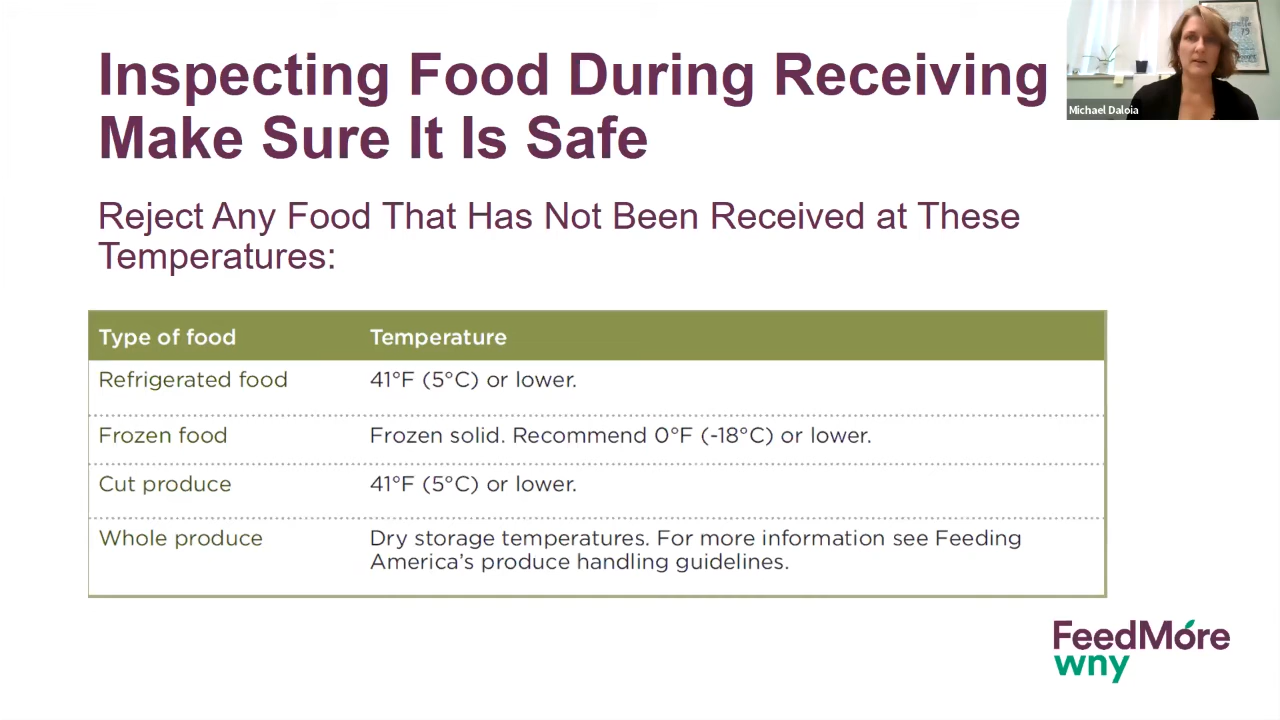 Inspecting Food During Receiving
Make Sure It Is Safe
Michael Daloia
Reject Any Food That Has Not Been Received at These
Temperatures:
Type of food Temperature
Refrigerated food 41°F (5°C) or lower.
Frozen food Frozen solid. Recommend 0°F (-18°C) or lower.
Cut produce 41°F (5°C) or lower.
Whole produce Dry storage temperatures. For more information see Feeding
America's produce handling guidelines.
FeedMore
wny